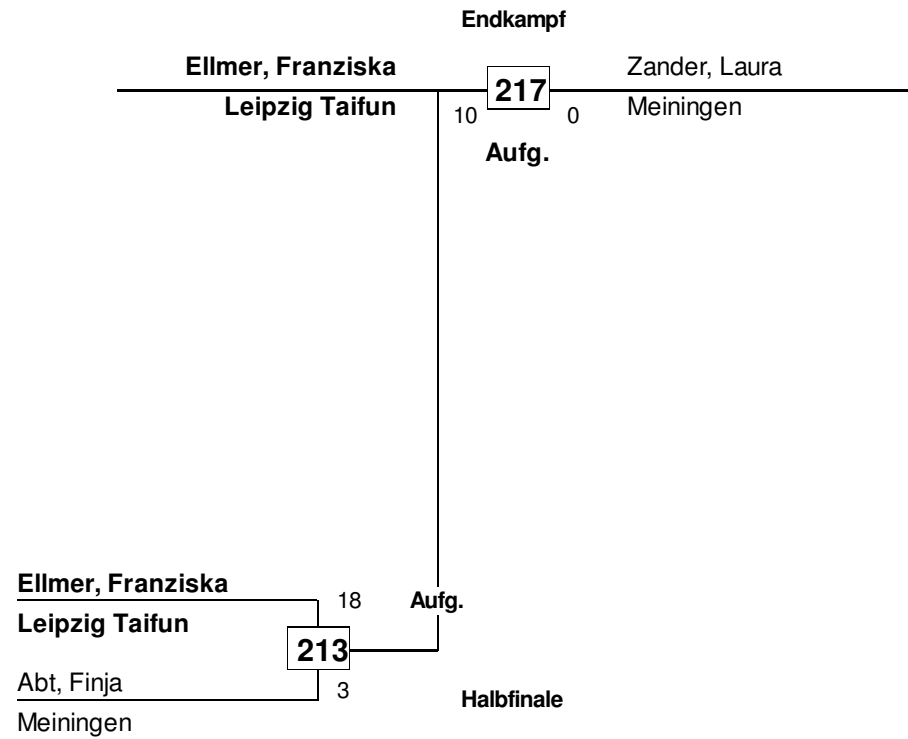 Endkampf
Ellmer, Franziska
Leipzig Taifun
10
217
0
Aufg.
Zander, Laura
Meiningen
Ellmer, Franziska
Leipzig Taifun
18
Aufg.
213
Abt, Finja
Meiningen
3
Halbfinale